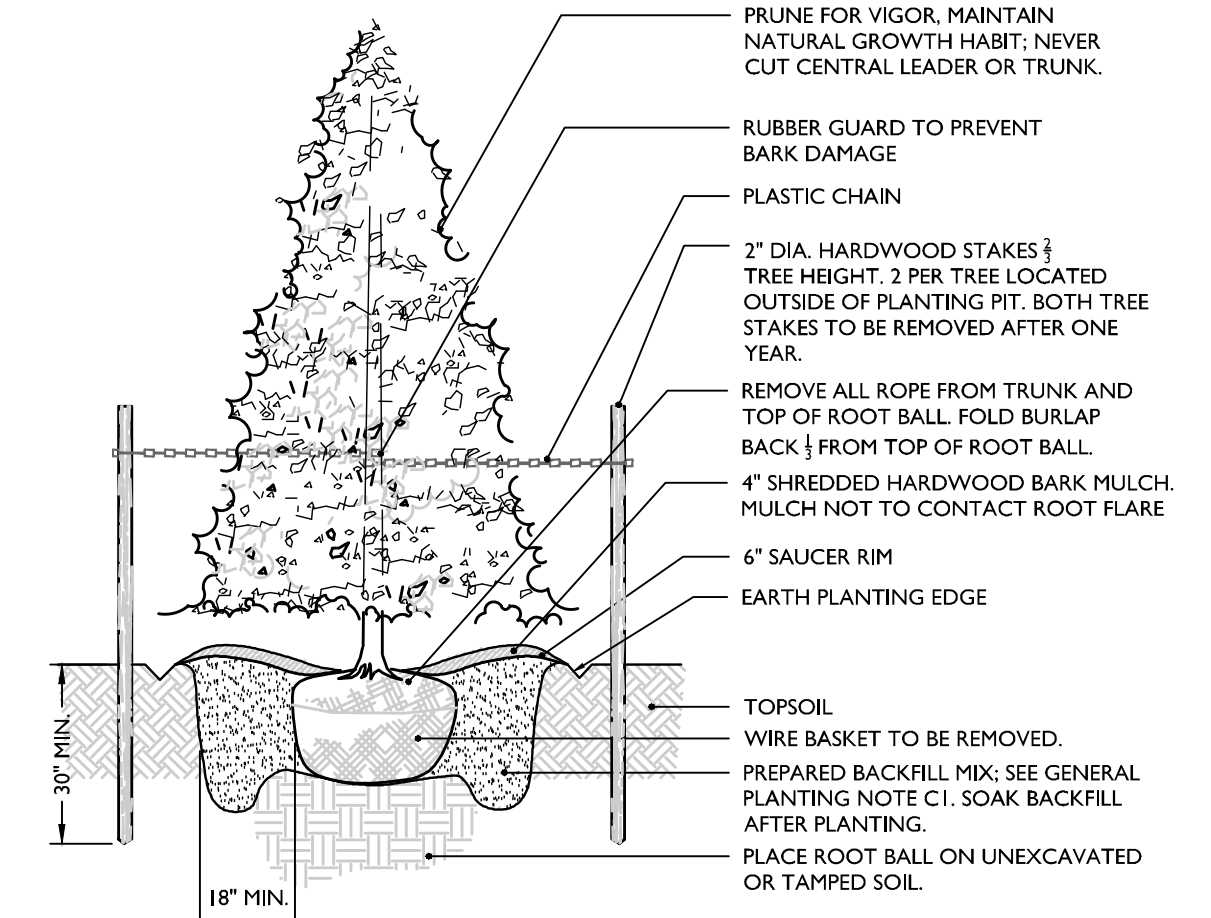 PRUNE FOR VIGOR, MAINTAIN
NATURAL GROWTH HABIT; NEVER
CUT CENTRAL LEADER OR TRUNK.
RUBBER GUARD TO PREVENT
BARK DAMAGE
PLASTIC CHAIN
2" DIA. HARDWOOD STAKES 2/3
TREE HEIGHT. 2 PER TREE LOCATED
OUTSIDE OF PLANTING PIT. BOTH TREE
STAKES TO BE REMOVED AFTER ONE
YEAR.
REMOVE ALL ROPE FROM TRUNK AND
TOP OF ROOT BALL. FOLD BURLAP
BACK 1/3 FROM TOP OF ROOT BALL.
4" SHREDDED HARDWOOD BARK MULCH.
MULCH NOT TO CONTACT ROOT FLARE
6" SAUCER RIM
EARTH PLANTING EDGE
TOPSOIL
WIRE BASKET TO BE REMOVED.
PREPARED BACKFILL MIX; SEE GENERAL
PLANTING NOTE C1. SOAK BACKFILL
AFTER PLANTING.
PLACE ROOT BALL ON UNEXCAVATED
OR TAMPED SOIL.
30" MIN.
18" MIN.